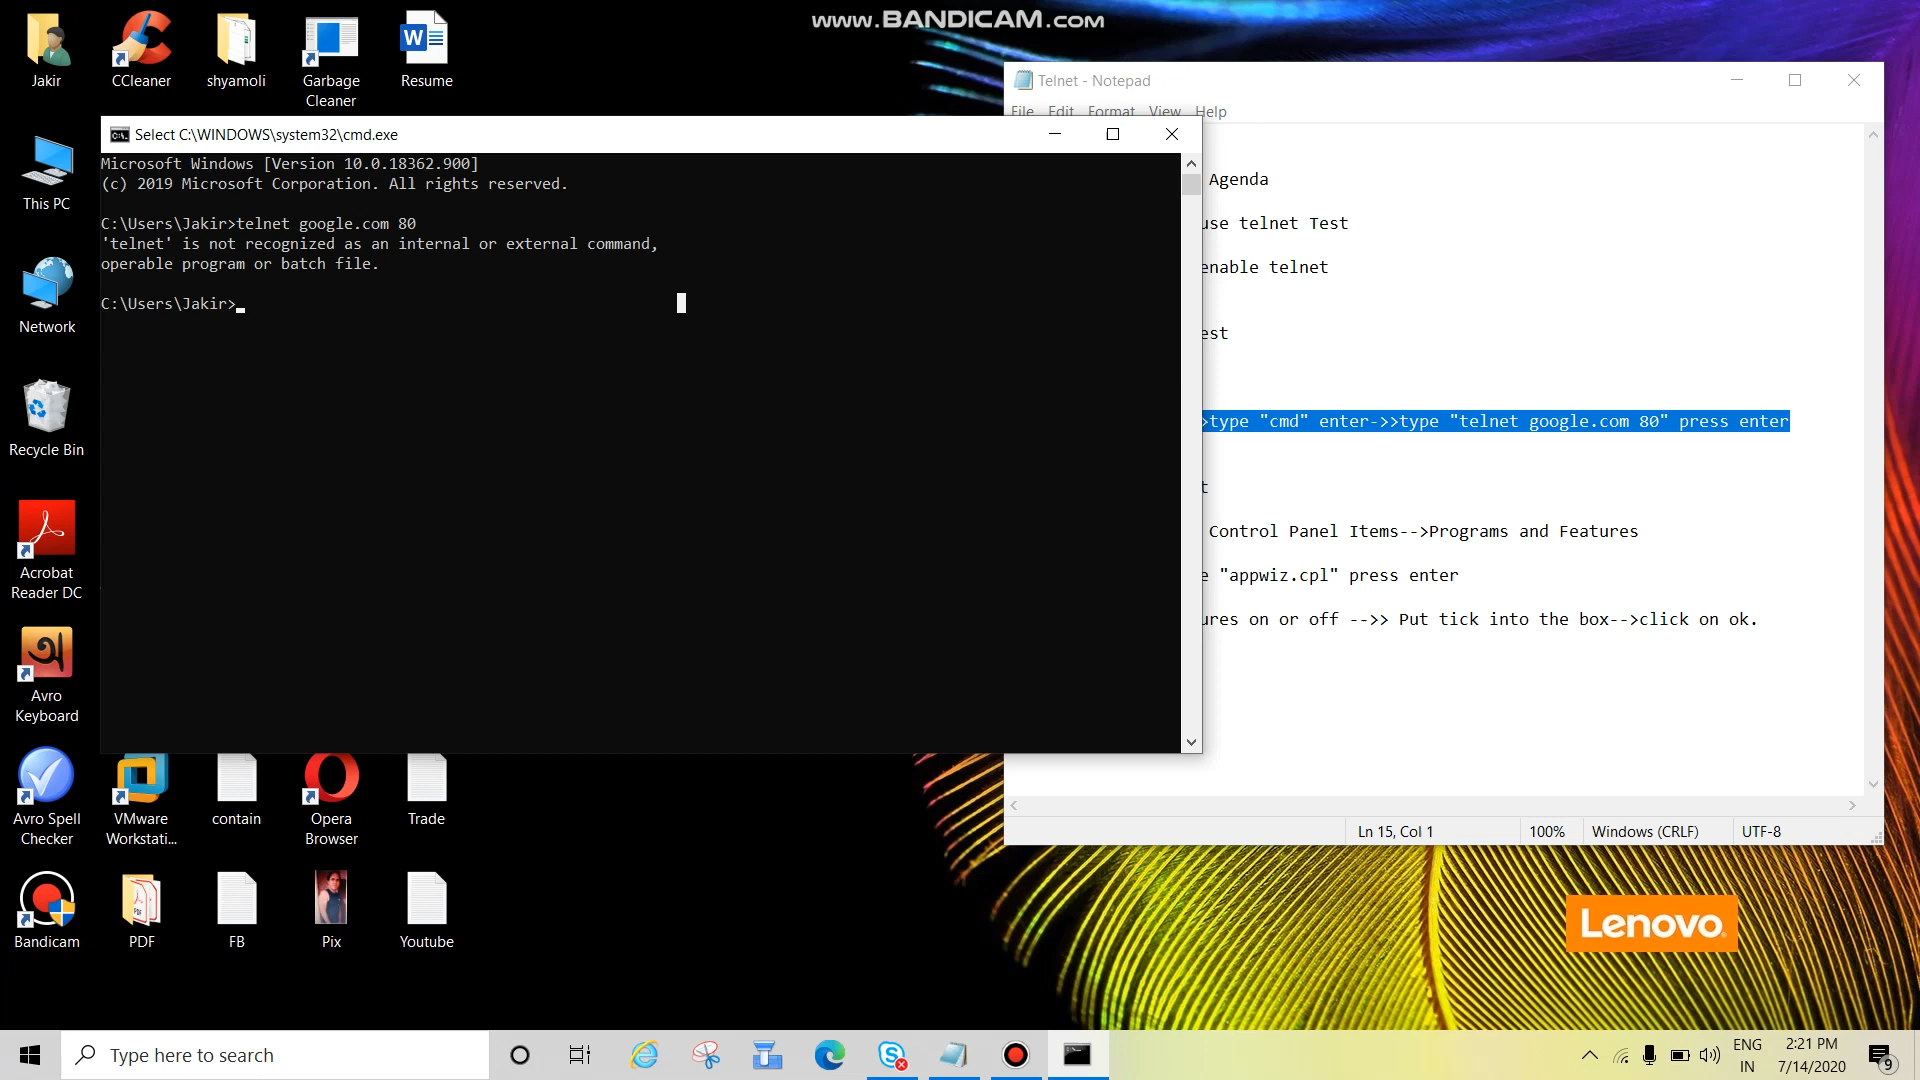 www.BANDICAM.com
Jakir
CCleaner
shyamoli
Garbage
Cleaner
Resume
This PC
Network
Recycle Bin
Acrobat
Reader DC
Avro
Keyboard
Avro Spell
Checker
VMware
Workstati...
contain
Opera
Browser
Trade
Bandicam
PDF
FB
Pix
Youtube
Select C:\WINDOWS\system32\cmd.exe
Microsoft Windows [Version 10.0.18362.900]
(c) 2019 Microsoft Corporation. All rights reserved.
C:\Users\Jakir>telnet google.com 80
'telnet' is not recognized as an internal or external command,
operable program or batch file.
C:\Users\Jakir>
Telnet - Notepad
File Edit Format View Help
Agenda
use telnet Test
enable telnet
est
>type "cmd" enter->>type "telnet google.com 80" press enter
t
Control Panel Items-->Programs and Features
e "appwiz.cpl" press enter
ures on or off -->> Put tick into the box-->click on ok.
Ln 15, Col 1
100%
Windows (CRLF)
UTF-8
Lenovo
Type here to search
ENG
IN
2:21 PM
7/14/2020
9